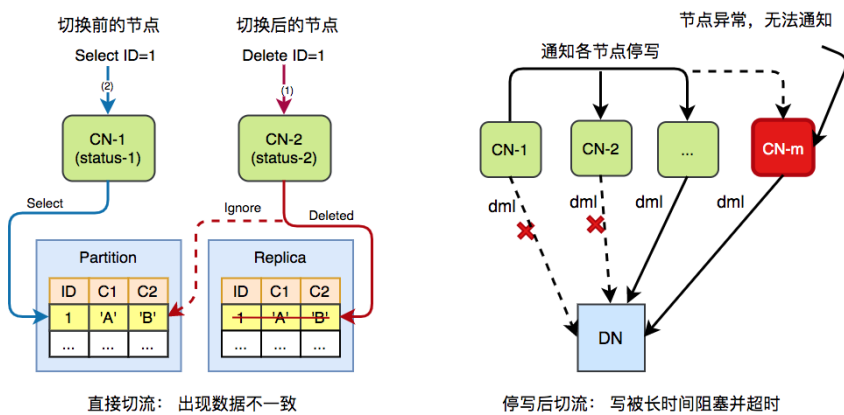 切换前的节点
Select ID=1
(2)
CN-1
(status-1)
Select
切换后的节点
Delete ID=1
(1)
CN-2
(status-2)
Ignore
Deleted
Partition
ID C1 C2
1 'A' 'B'
... ... ...
Replica
ID C1 C2
1 'A' 'B'
... ... ...
直接切流： 出现数据不一致
节点异常，无法通知
通知各节点停写
CN-1
CN-2
...
CN-m
dml
dml
dml
dml
DN
停写后切流： 写被长时间阻塞并超时